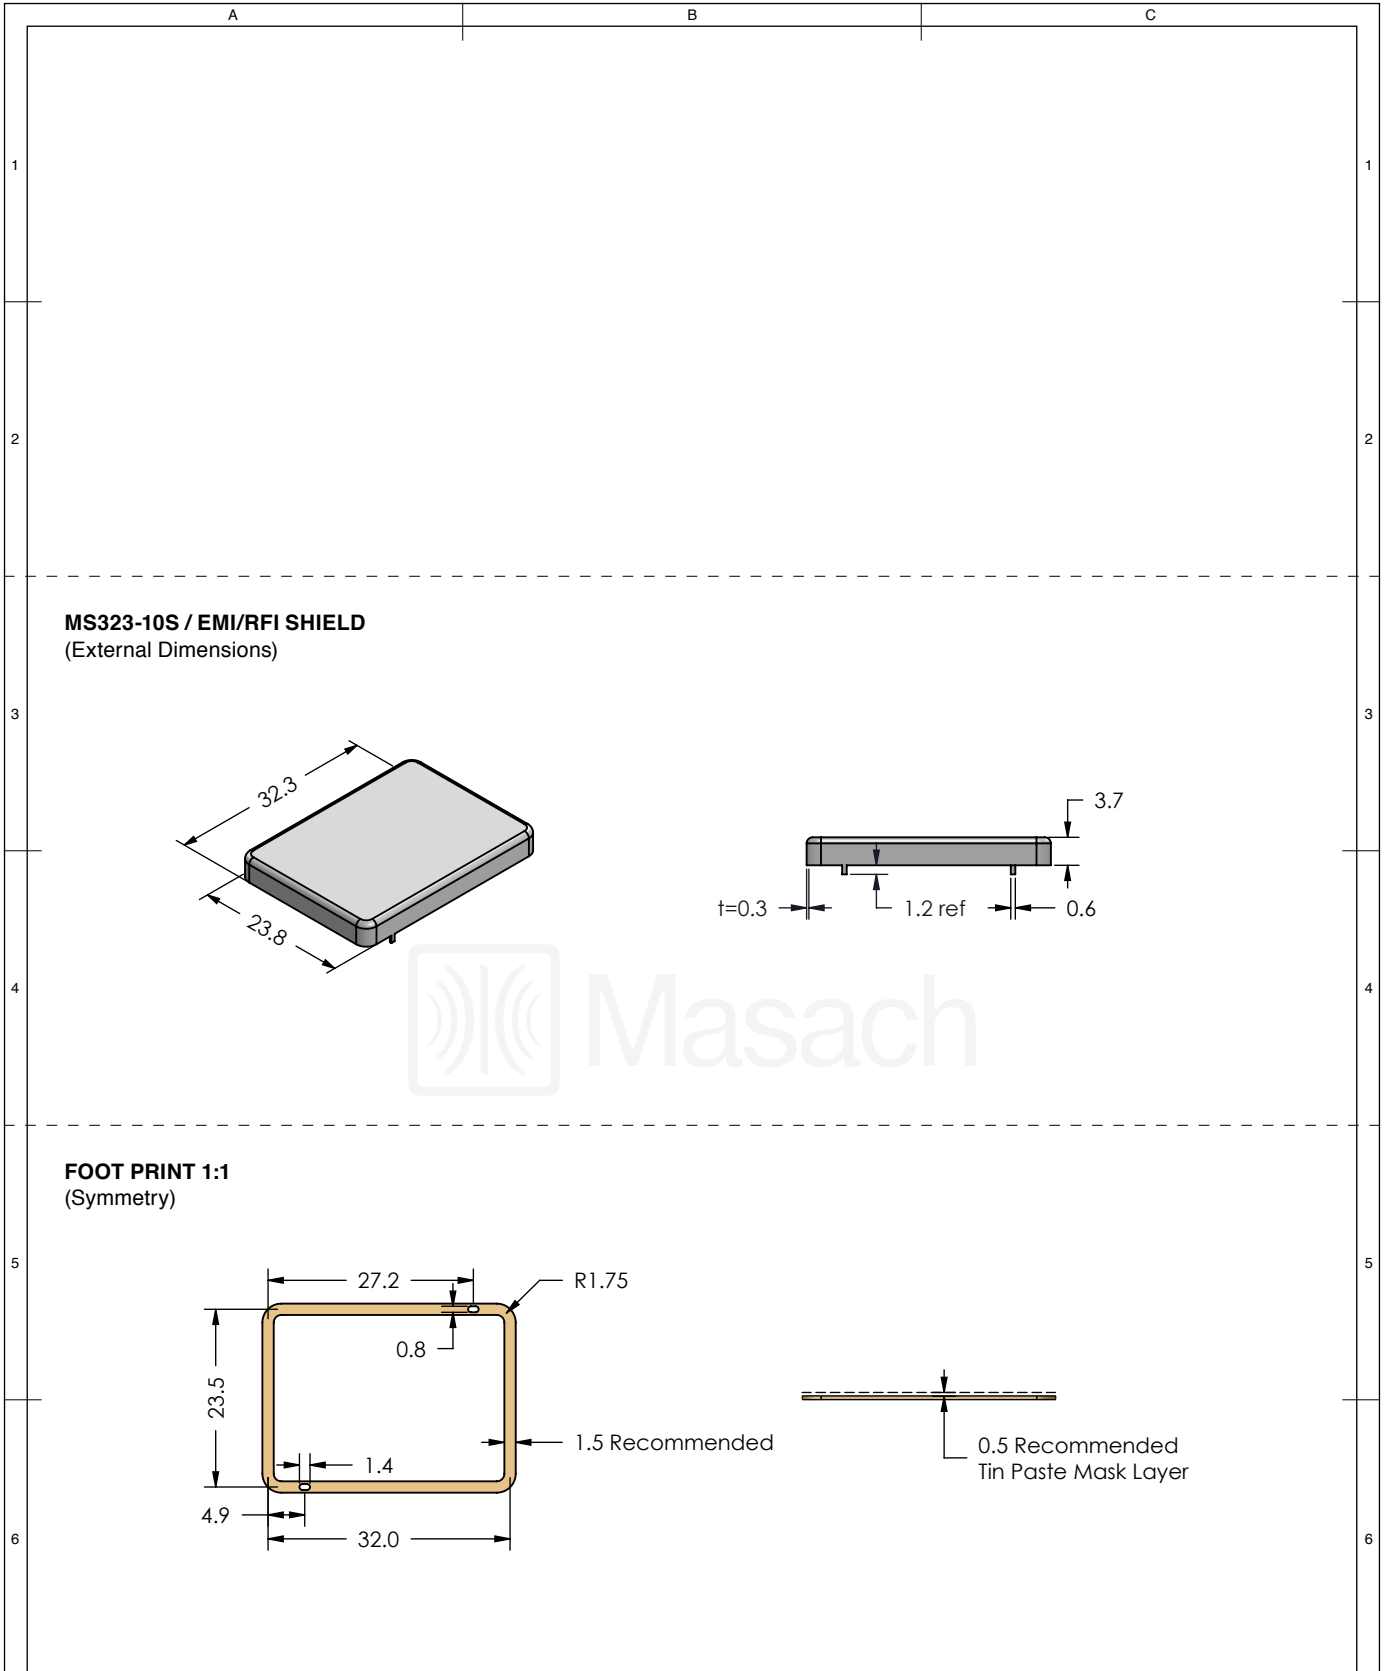 A
B
C
1
1
2
2
MS323-10S / EMI/RFI SHIELD
(External Dimensions)
3
3
32.3
23.8
3.7
t=0.3
1.2 ref
0.6
4
4
Masach
FOOT PRINT 1:1
(Symmetry)
5
5
27.2
R1.75
0.8
23.5
1.5 Recommended
0.5 Recommended
Tin Paste Mask Layer
1.4
4.9
32.0
6
6